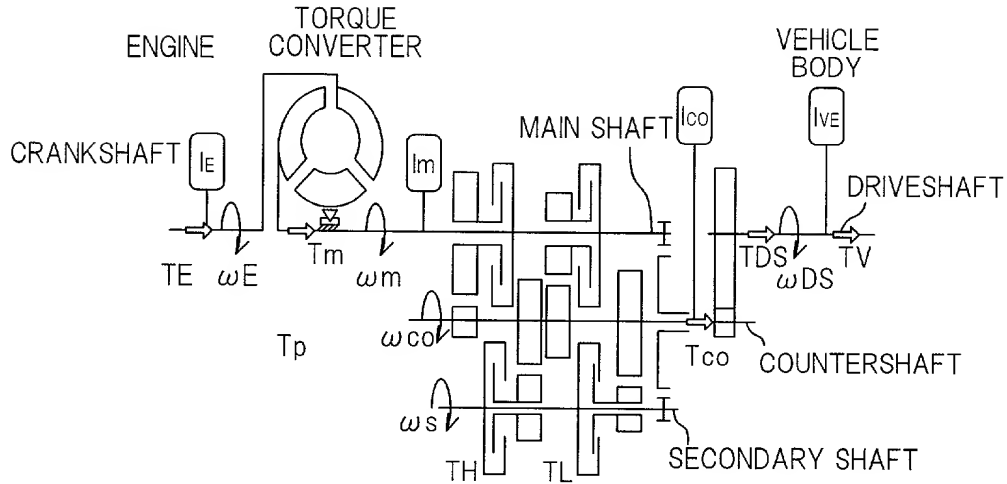 ENGINE
TORQUE
CONVERTER
VEHICLE
BODY
CRANKSHAFT
IE
Im
MAIN SHAFT
ICO
IVE
DRIVESHAFT
TE
ωE
Tm
ωm
TDS
ωDS
TV
Tp
ωco
Tco
COUNTERSHAFT
ωs
TH
TL
SECONDARY SHAFT